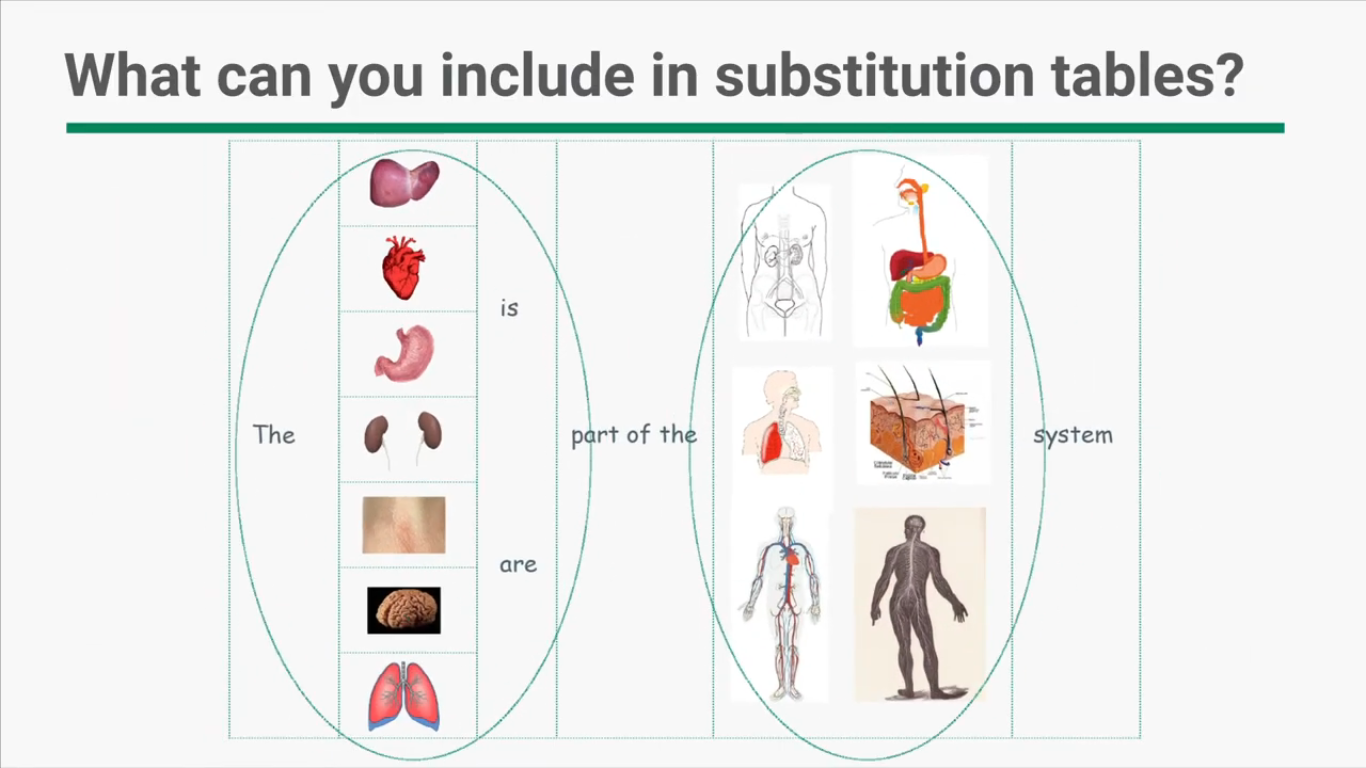 What can you include in substitution tables?
The
is
are
part of the
system